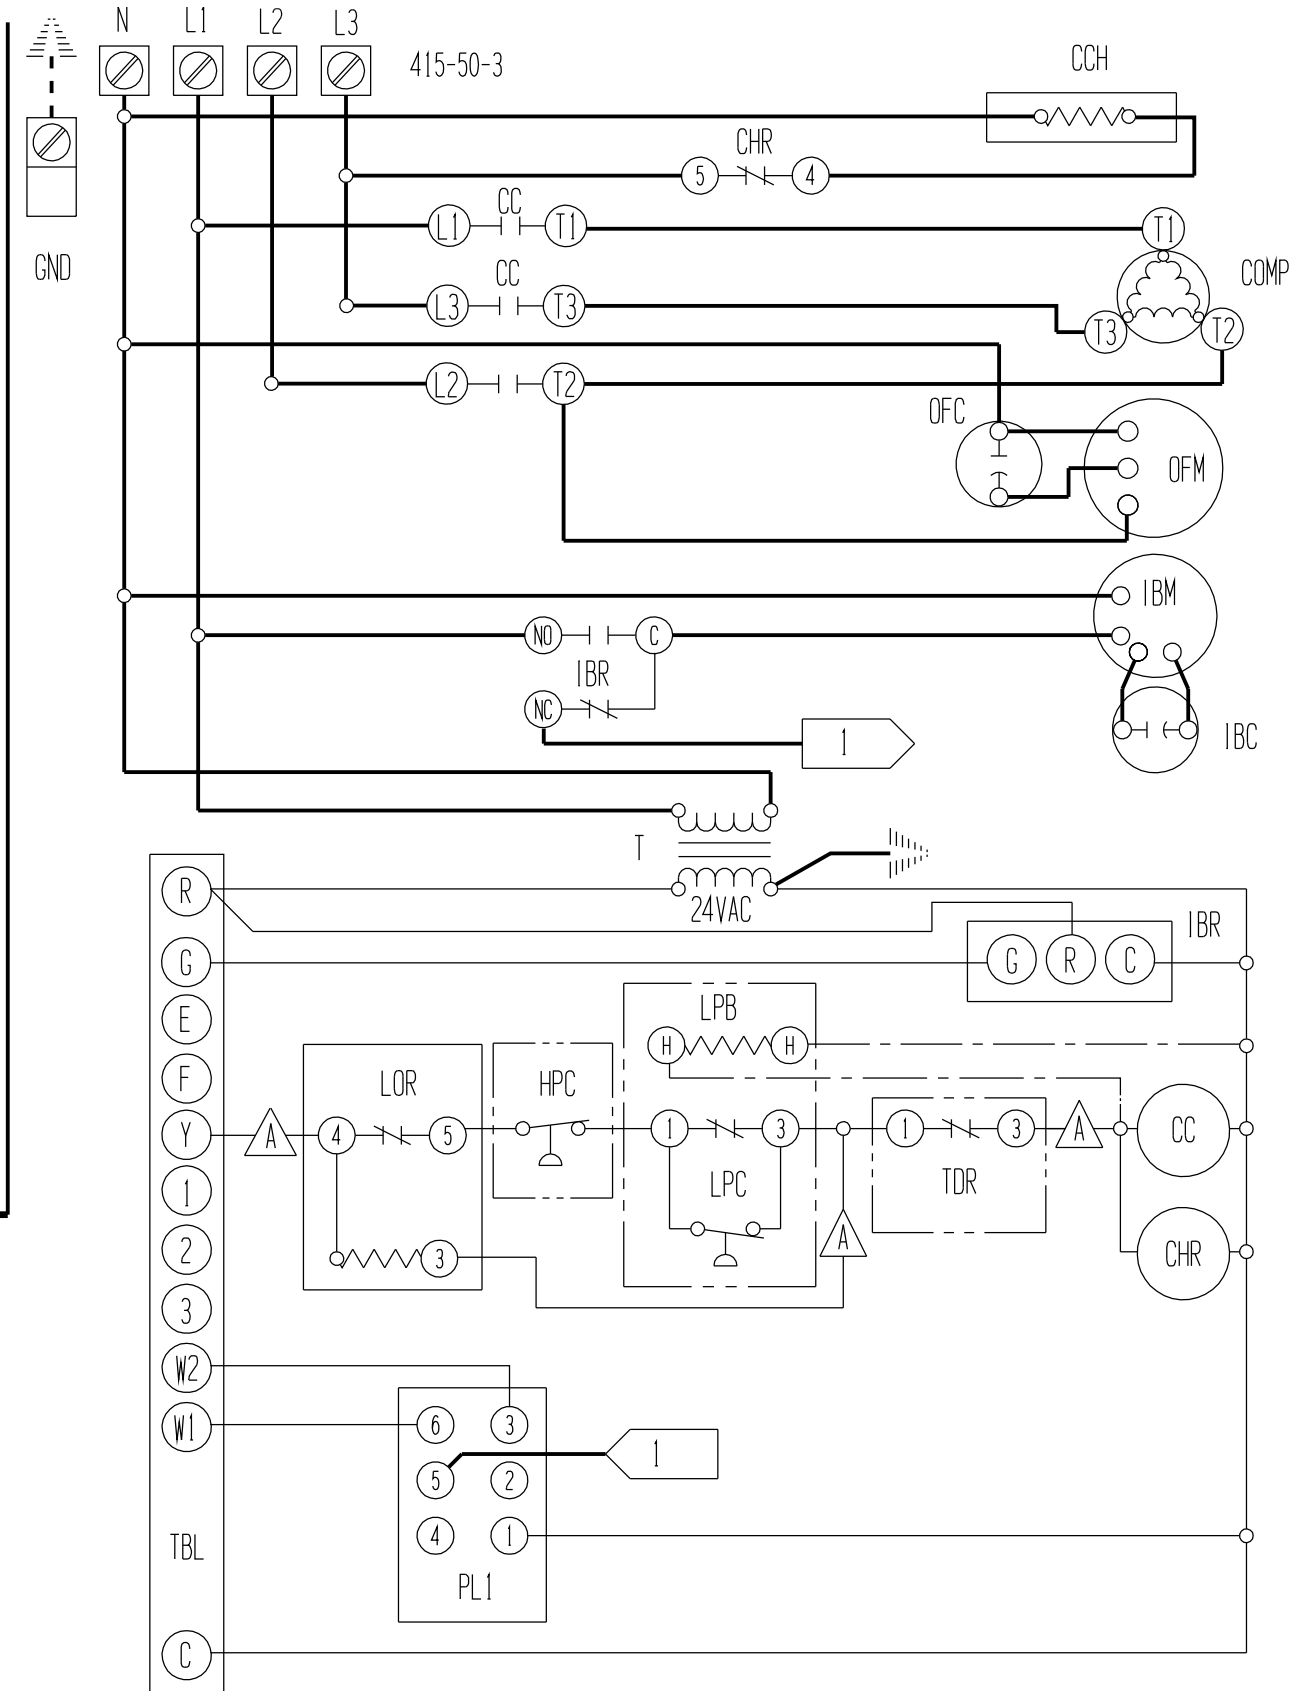 N L1 L2 L3
415-50-3
CCH
CHR
5 4
GND
CC
L1 T1 T1
CC
COMP
L3 T3 T3 T2
L2 T2
OFC
OFM
IBM
NO C
IBR
NC
1
IBC
T
24VAC
R
IBR
G G R C
E
LPB
H H
F
LOR HPC
Y A 4 5 1 3 1 3 A CC
LPC TDR
1
A
2 3 CHR
3
W2
W1 6 3
1
5 2
4 1
TBL
PL1
C